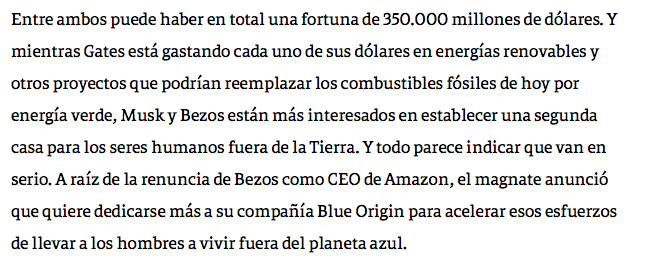 Entre ambos puede haber en total una fortuna de 350.000 millones de dólares. Y
mientras Gates está gastando cada uno de sus dólares en energías renovables y
otros proyectos que podrían reemplazar los combustibles fósiles de hoy por
energía verde, Musk y Bezos están más interesados en establecer una segunda
casa para los seres humanos fuera de la Tierra. Y todo parece indicar que van en
serio. A raíz de la renuncia de Bezos como CEO de Amazon, el magnate anunció
que quiere dedicarse más a su compañía Blue Origin para acelerar esos esfuerzos
de llevar a los hombres a vivir fuera del planeta azul.